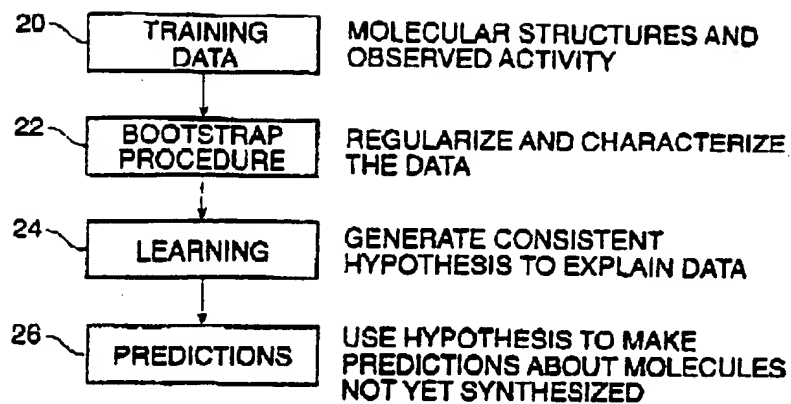 20
TRAINING
DATA
MOLECULAR STRUCTURES AND
OBSERVED ACTIVITY
22
BOOTSTRAP
PROCEDURE
REGULARIZE AND CHARACTERIZE
THE DATA
24
LEARNING
GENERATE CONSISTENT
HYPOTHESIS TO EXPLAIN DATA
26
PREDICTIONS
USE HYPOTHESIS TO MAKE
PREDICTIONS ABOUT MOLECULES
NOT YET SYNTHESIZED